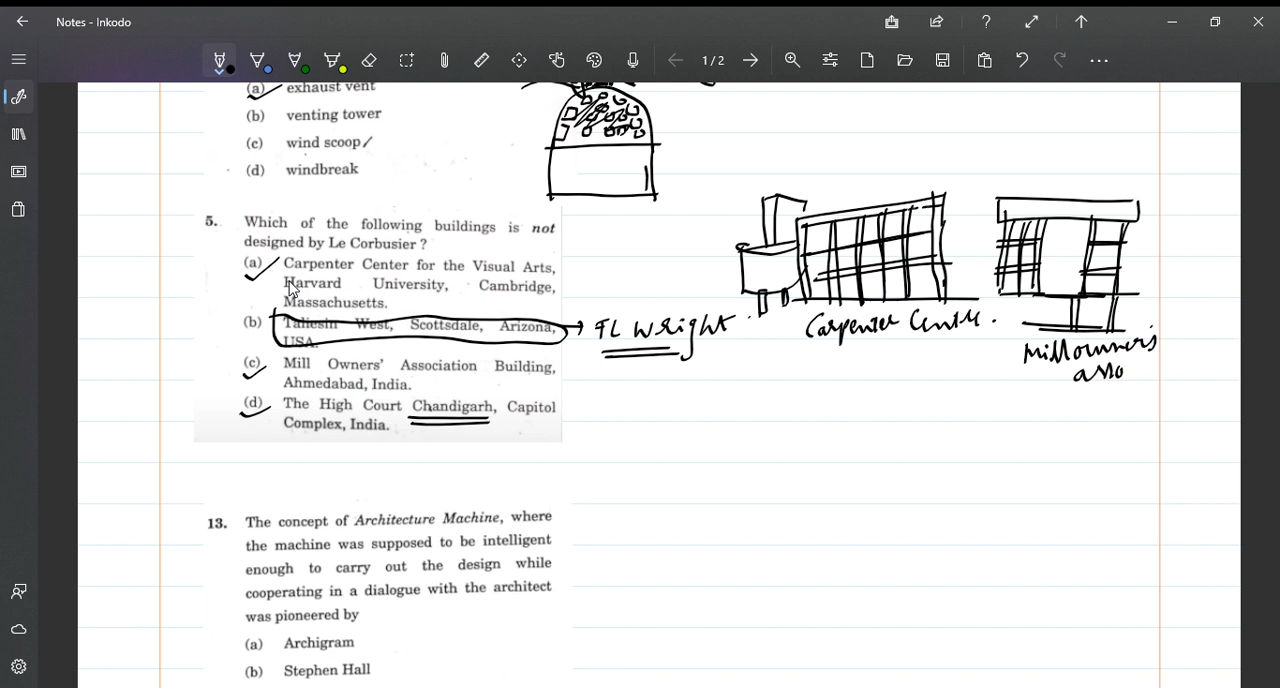 Notes - Inkodo
1/2
(a) exhaust vent
(b) venting tower
(c) wind scoop
(d) windbreak
5. Which of the following buildings is not
designed by Le Corbusier ?
(a) Carpenter Center for the Visual Arts,
Harvard University, Cambridge,
Massachusetts.
(b) Taliesin West, Scottsdale, Arizona,
USA.
(c) Mill Owners' Association Building,
Ahmedabad, India.
(d) The High Court Chandigarh, Capitol
Complex, India.
FL Wright
Carpenter Centre.
Millowners
asso
13. The concept of Architecture Machine, where
the machine was supposed to be intelligent
enough to carry out the design while
cooperating in a dialogue with the architect
was pioneered by
(a) Archigram
(b) Stephen Hall